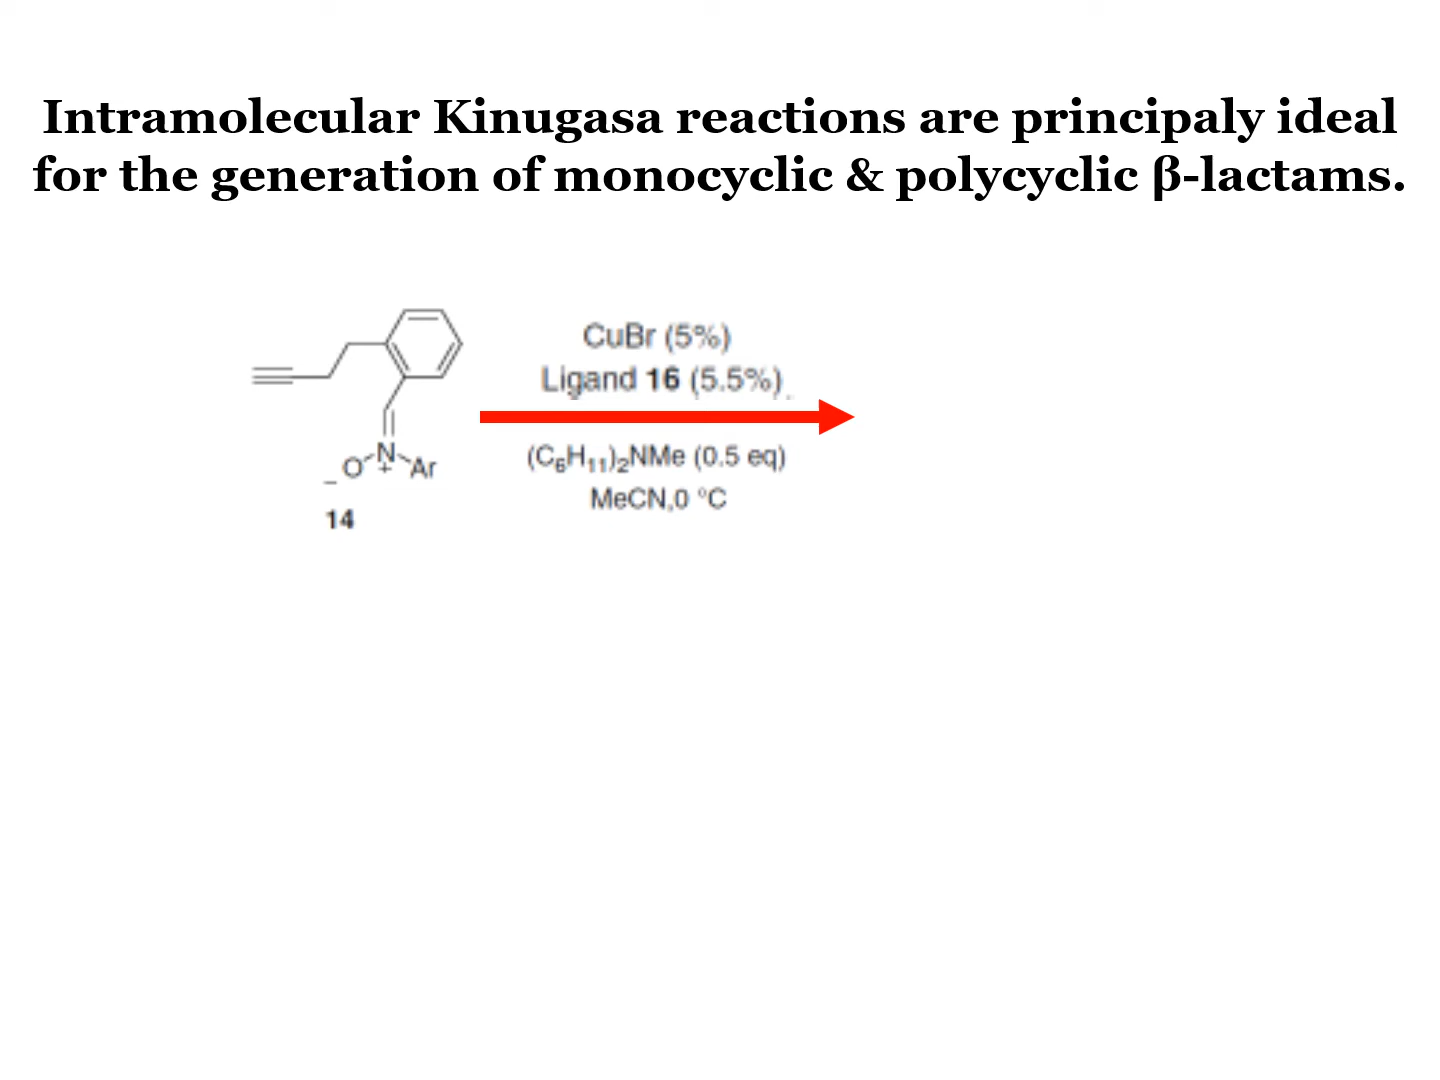 Intramolecular Kinugasa reactions are principaly ideal
for the generation of monocyclic & polycyclic β-lactams.
CuBr (5%)
Ligand 16 (5.5%)
(C₆H₁₁)₂NMe (0.5 eq)
MeCN,0 °C
N
+
⁻O
Ar
14